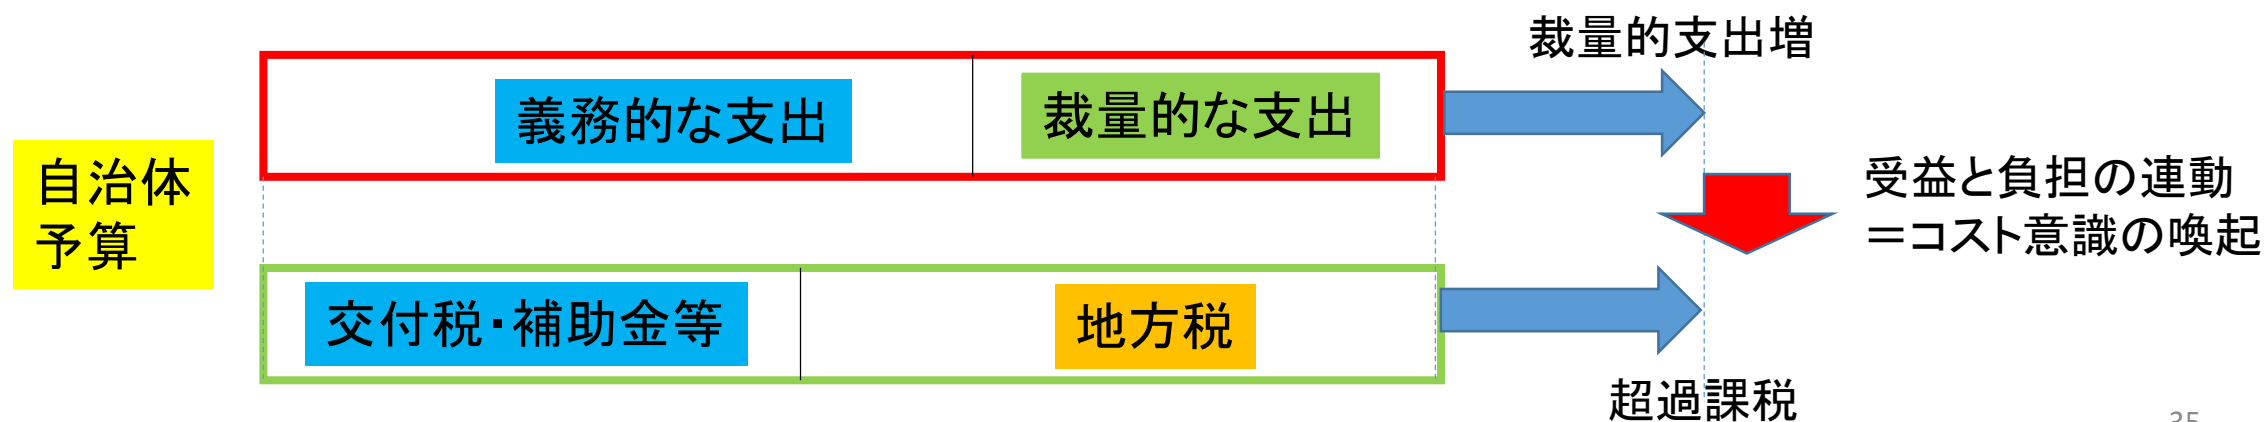 裁量的支出増
義務的な支出
裁量的な支出
自治体
予算
受益と負担の連動
＝コスト意識の喚起
交付税・補助金等
地方税
超過課税
35